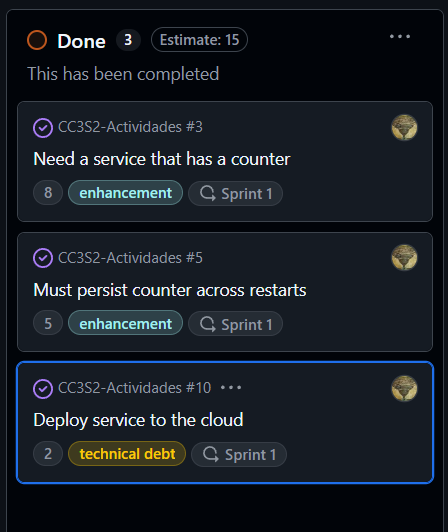 Done 3 Estimate: 15 ...
This has been completed
CC3S2-Actividades #3
Need a service that has a counter
8 enhancement Sprint 1
CC3S2-Actividades #5
Must persist counter across restarts
5 enhancement Sprint 1
CC3S2-Actividades #10 ...
Deploy service to the cloud
2 technical debt Sprint 1